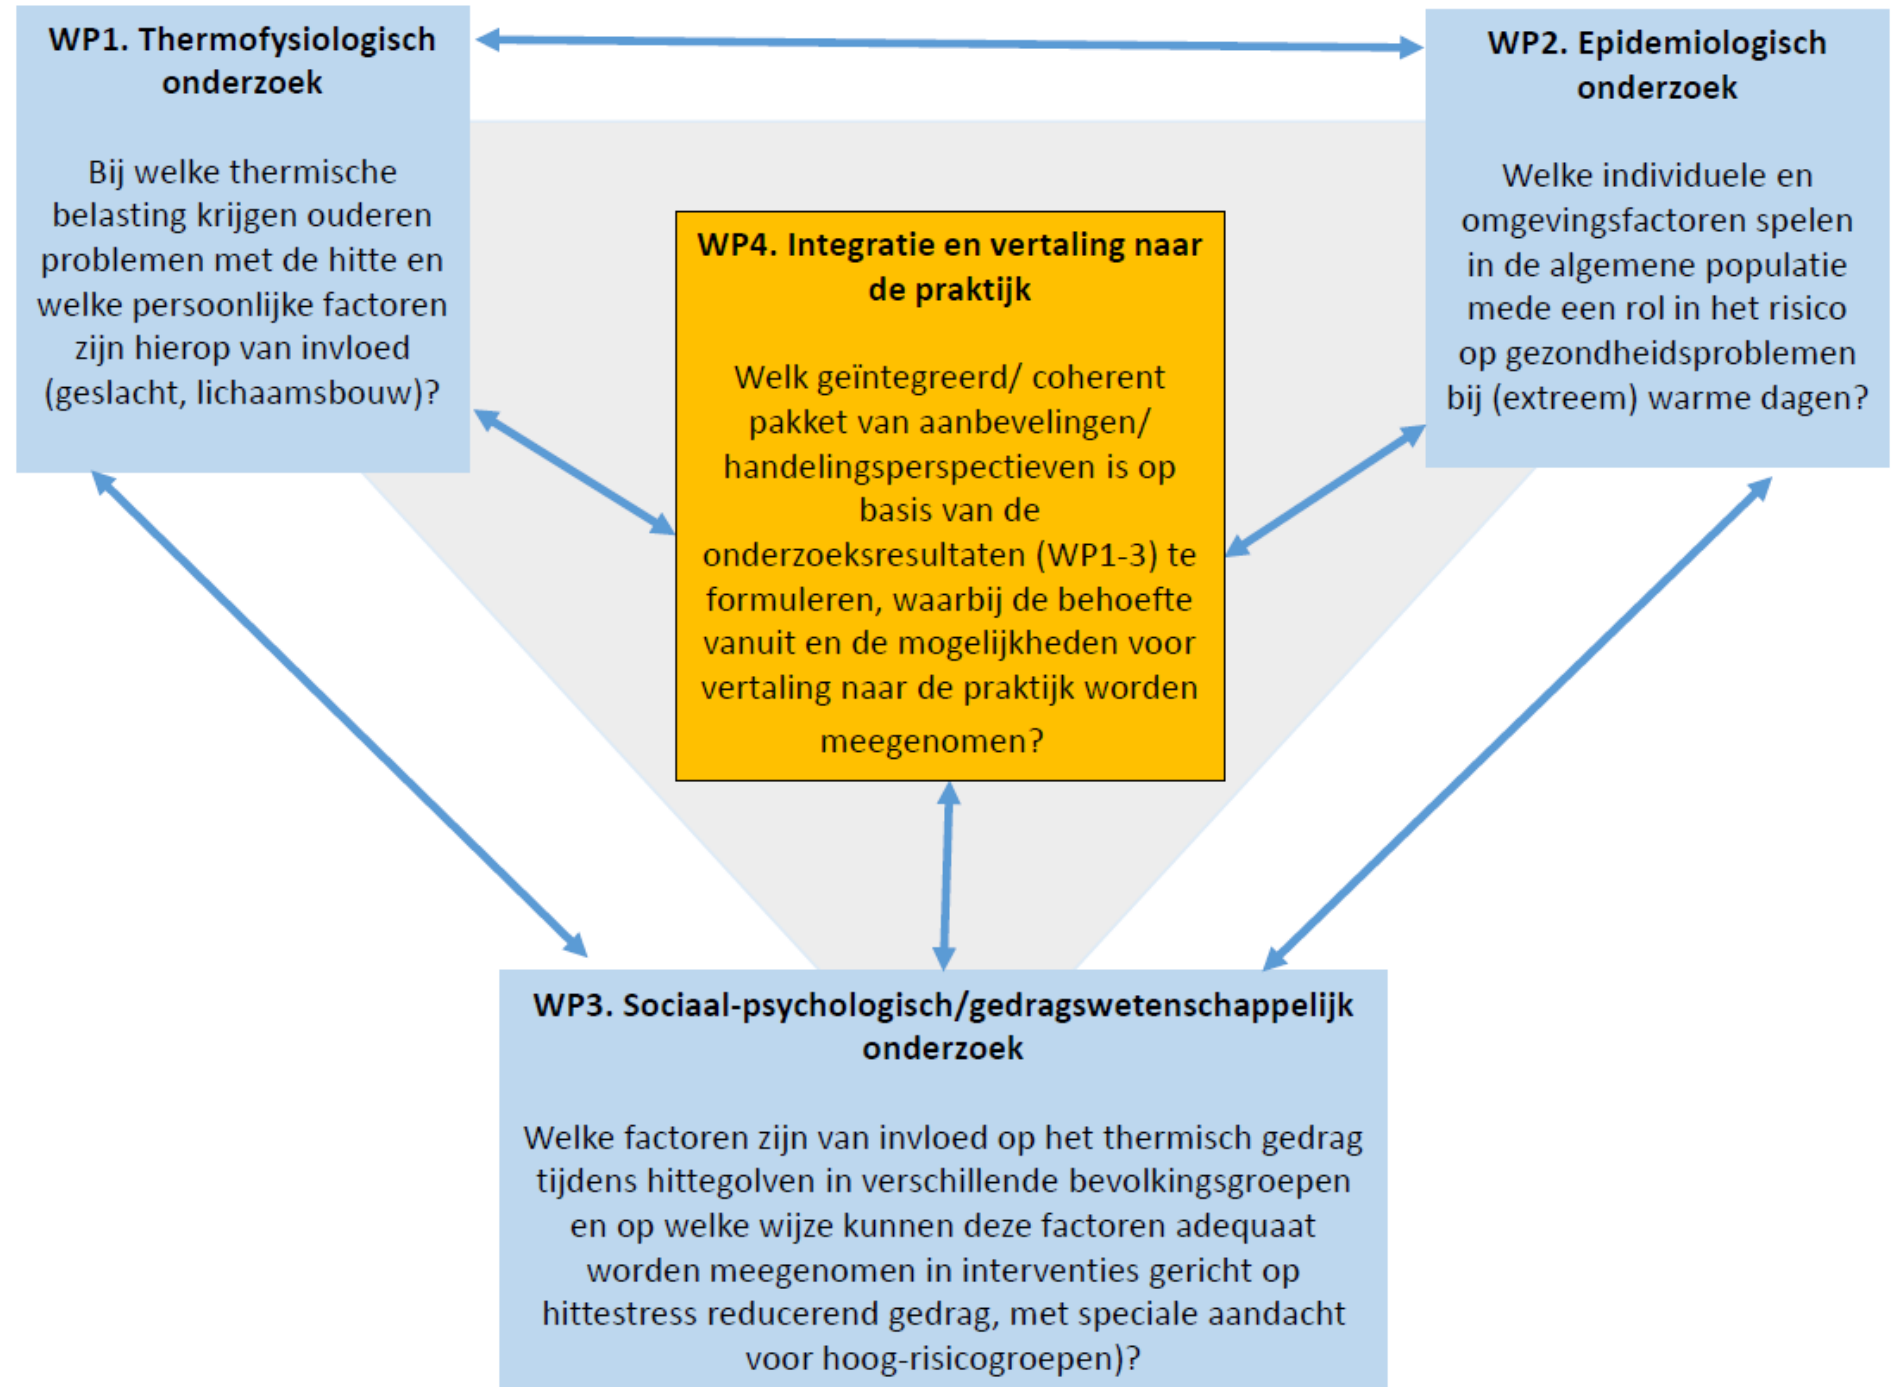 WP1. Thermofysiologisch
onderzoek
Bij welke thermische
belasting krijgen ouderen
problemen met de hitte en
welke persoonlijke factoren
zijn hierop van invloed
(geslacht, lichaamsbouw)?
WP2. Epidemiologisch
onderzoek
Welke individuele en
omgevingsfactoren spelen
in de algemene populatie
mede een rol in het risico
op gezondheidsproblemen
bij (extreem) warme dagen?
WP4. Integratie en vertaling naar
de praktijk
Welk geïntegreerd/ coherent
pakket van aanbevelingen/
handelingsperspectieven is op
basis van de
onderzoeksresultaten (WP1-3) te
formuleren, waarbij de behoefte
vanuit en de mogelijkheden voor
vertaling naar de praktijk worden
meegenomen?
WP3. Sociaal-psychologisch/gedragswetenschappelijk
onderzoek
Welke factoren zijn van invloed op het thermisch gedrag
tijdens hittegolven in verschillende bevolkingsgroepen
en op welke wijze kunnen deze factoren adequaat
worden meegenomen in interventies gericht op
hittestress reducerend gedrag, met speciale aandacht
voor hoog-risicogroepen)?